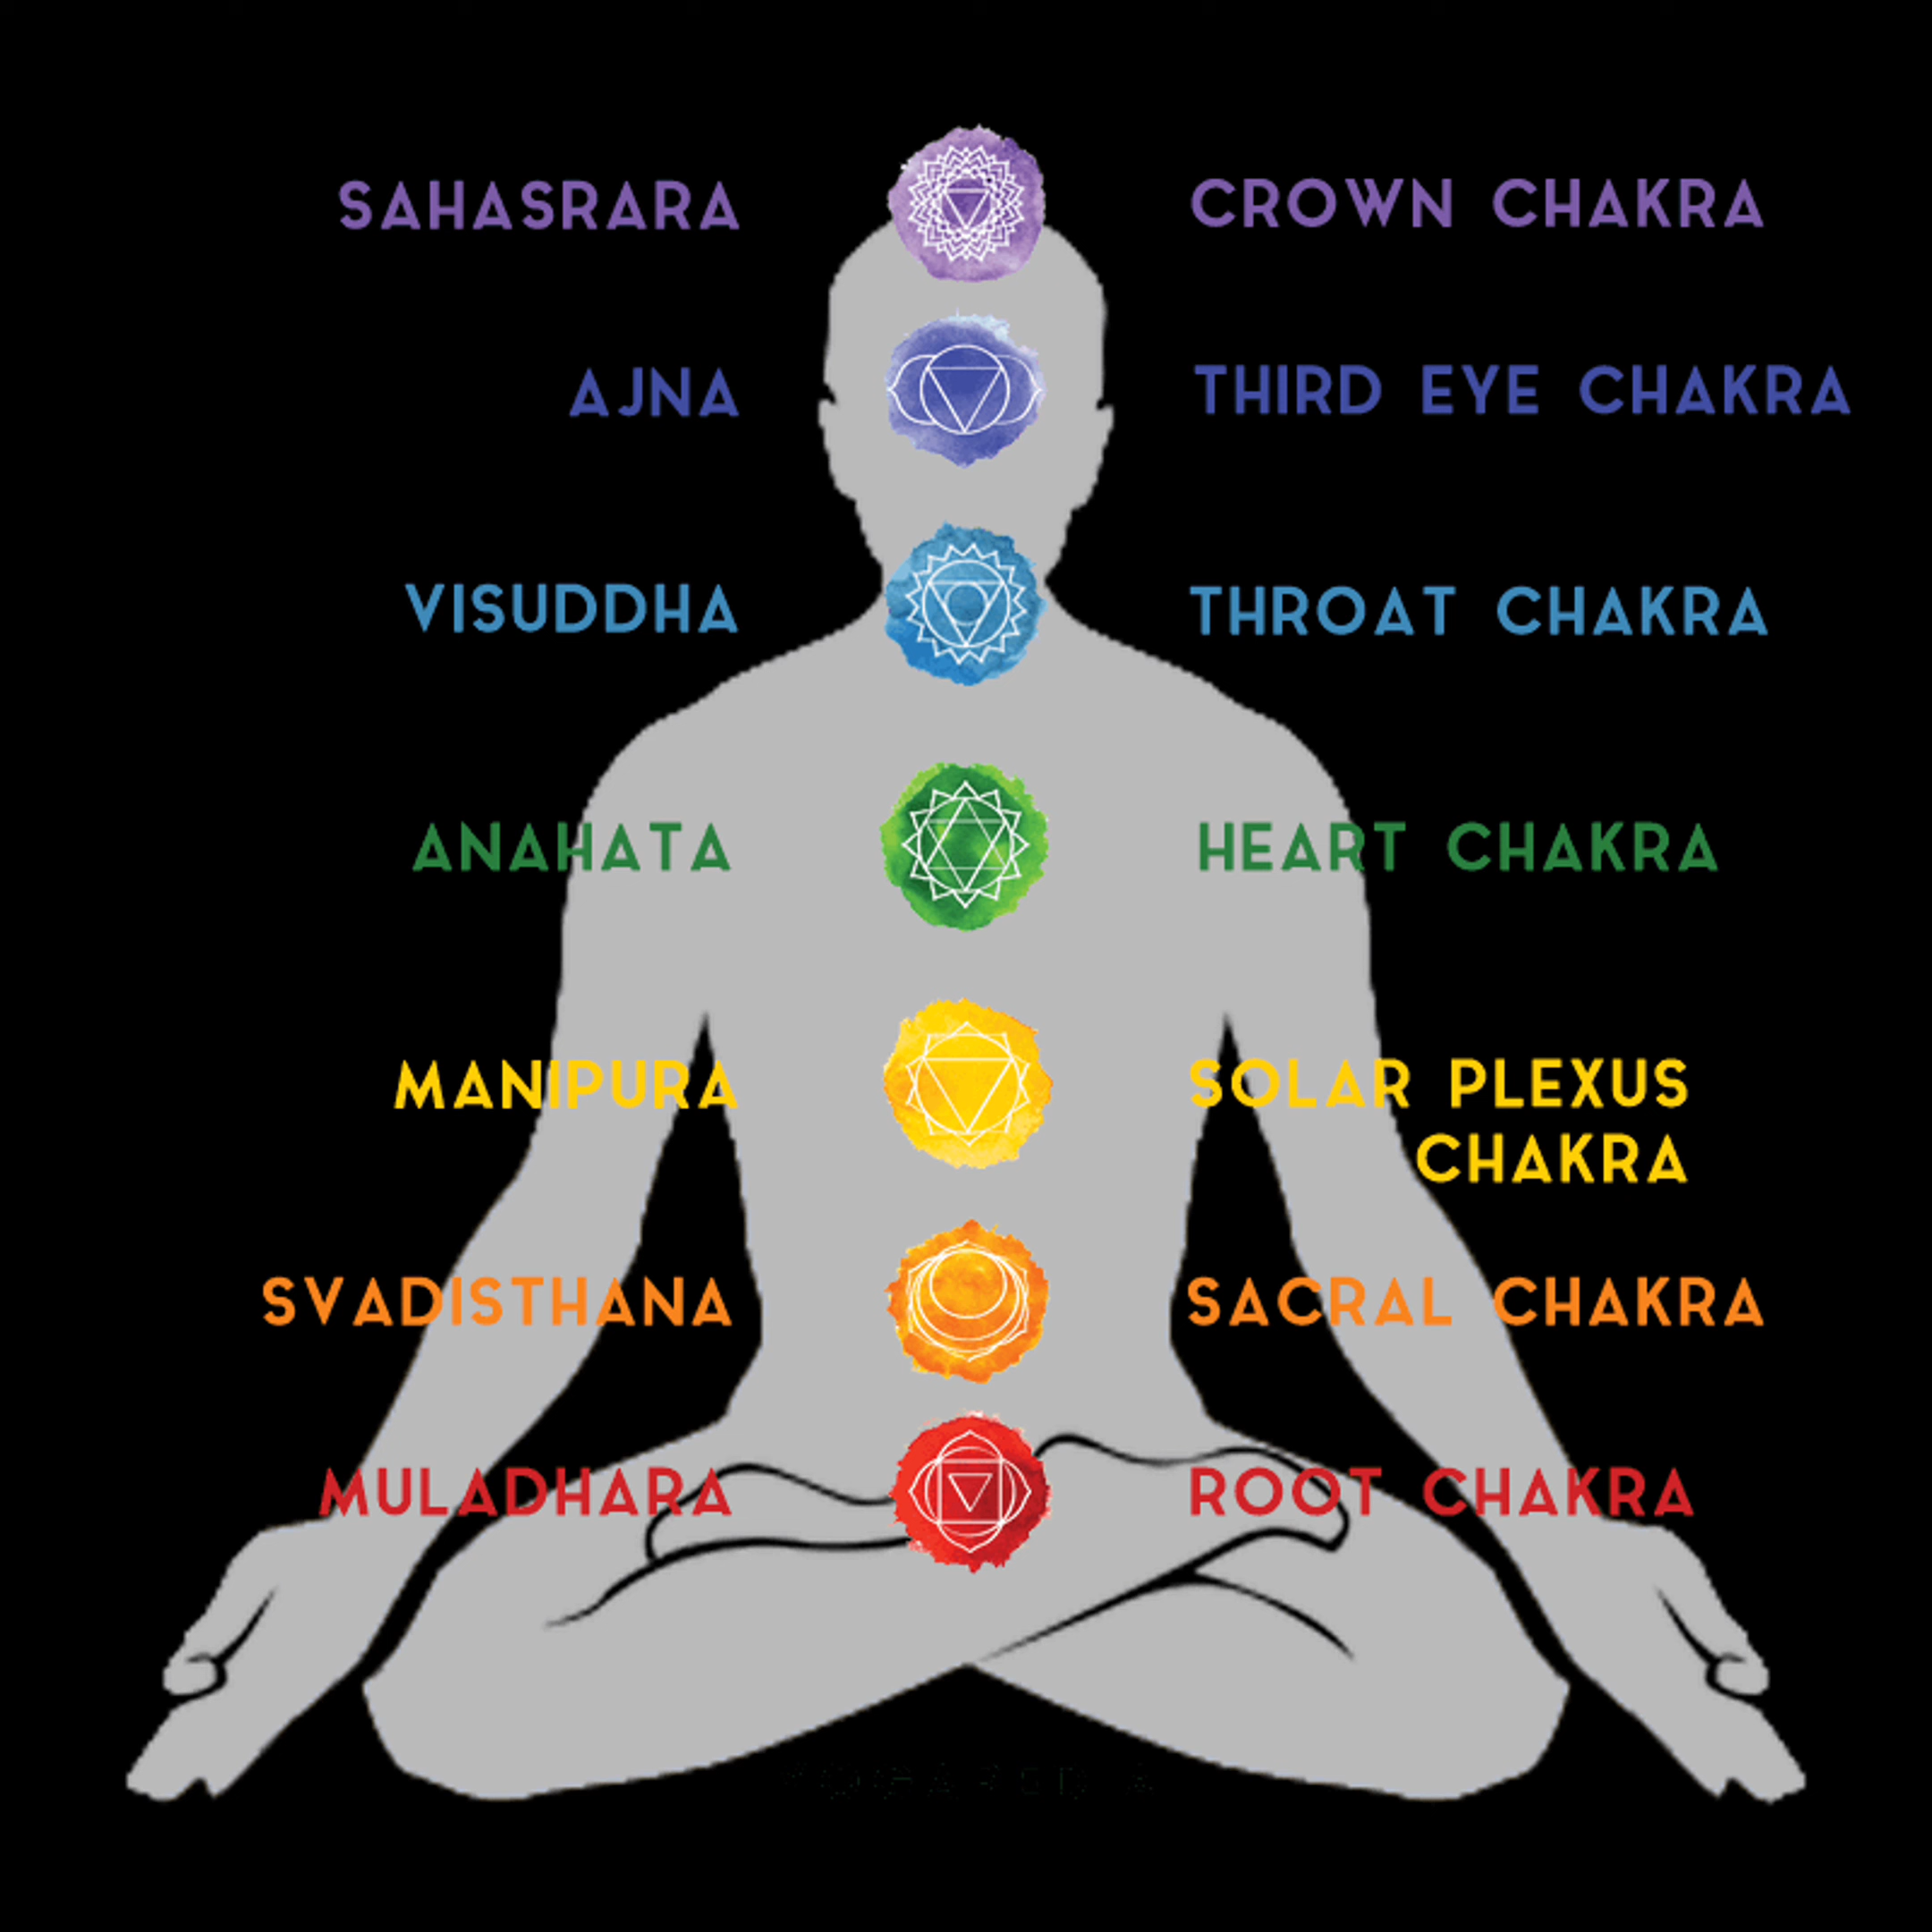 SAHASRARA CROWN CHAKRA
AJNA THIRD EYE CHAKRA
VISUDDHA THROAT CHAKRA
ANAHATA HEART CHAKRA
MANIPURA SOLAR PLEXUS
CHAKRA
SVADISTHANA SACRAL CHAKRA
MULADHARA ROOT CHAKRA